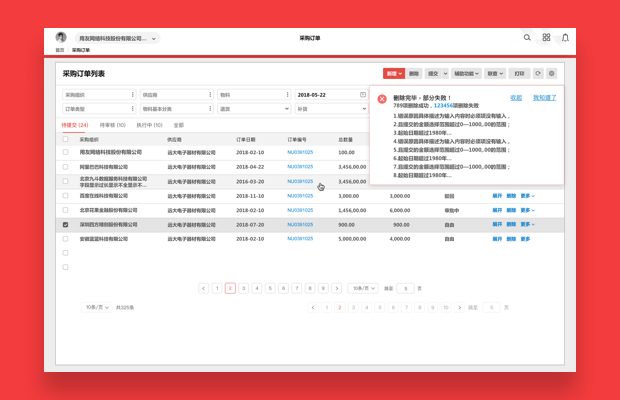 用友网络科技股份有限公司...
采购订单
首页 采购订单
采购订单列表
新增 删除 提交 辅助功能 联查 打印
采购组织 供应商 物料 2018-05-22
订单类型 物料基本分类 退货 补货
删除完毕，部分失败！ 收起 我知道了
789项删除成功，123456项删除失败
1.错误原因具体描述为输入内容时必须项没有输入，
2.且提交的金额选择范围超过0—1000,.00的范围；
3.起始日期超过1980年...
4.错误原因具体描述为输入内容时必须项没有输入，
5.且提交的金额选择范围超过0—1000,.00的范围；
6.起始日期超过1980年...
7.且提交的金额选择范围超过0—1000,.00的范围；
8.起始日期超过1980年...
待提交 (24) 待审核 (10) 执行中 (10) 全部
采购组织 供应商 订单日期 订单编号 总数量
用友网络科技股份有限公司 远大电子器材有限公司 2018-02-10 NU0391025 100.00
阿里巴巴科技有限公司 远大电子器材有限公司 2018-04-22 NU0391025 3,456,00.00
北京九斗数据服务科技有限公司 字段显示过长显示不全显示不... 远大电子器材有限公司 2016-03-20 NU0391025 3,456,00.00
百度在线科技有限公司 远大电子器材有限公司 2018-11-10 NU0391025 3,000.00 3,000.00 驳回 展开 删除 更多
北京花果金融股份有限公司 远大电子器材有限公司 2018-02-10 NU0391025 1,456,00.00 6,000.00 审批中 展开 删除 更多
深圳四方精创股份有限公司 远大电子器材有限公司 2018-07-20 NU0391025 900.00 900.00 自由 展开 删除 更多
安徽蓝蓝科技有限公司 远大电子器材有限公司 2018-02-10 NU0391025 5,000,00.00 4,000.00 自由 展开 删除 更多
1 2 3 4 5 6 7 8 9 10条/页 跳至 5 页
10条/页 共325条 1 2 3 4 5 6 7 8 9 10 跳至 5 页